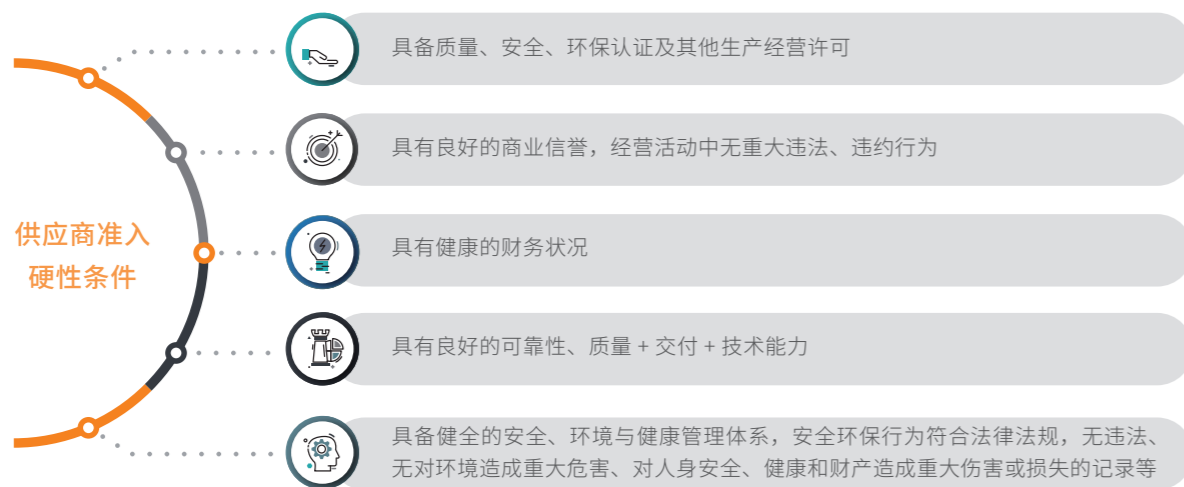 供应商准入
硬性条件
具备质量、安全、环保认证及其他生产经营许可
具有良好的商业信誉，经营活动中无重大违法、违约行为
具有健康的财务状况
具有良好的可靠性、质量 + 交付 + 技术能力
具备健全的安全、环境与健康管理体系，安全环保行为符合法律法规，无违法、
无对环境造成重大危害、对人身安全、健康和财产造成重大伤害或损失的记录等